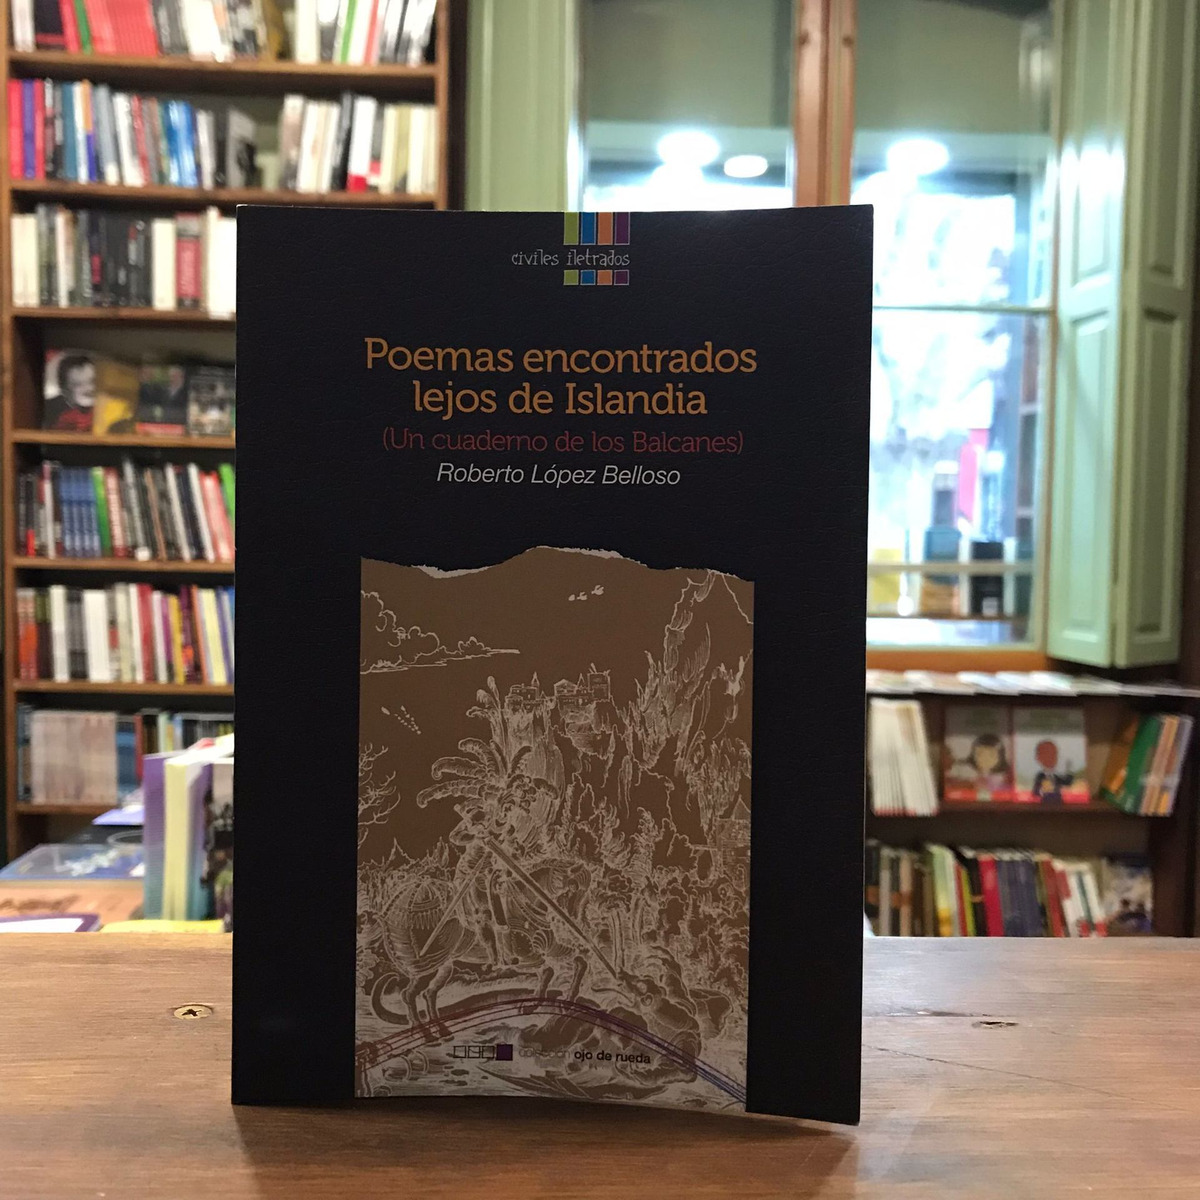 civiles iletrados
Poemas encontrados
lejos de Islandia
(Un cuaderno de los Balcanes)
Roberto López Belloso
colección ojo de rueda